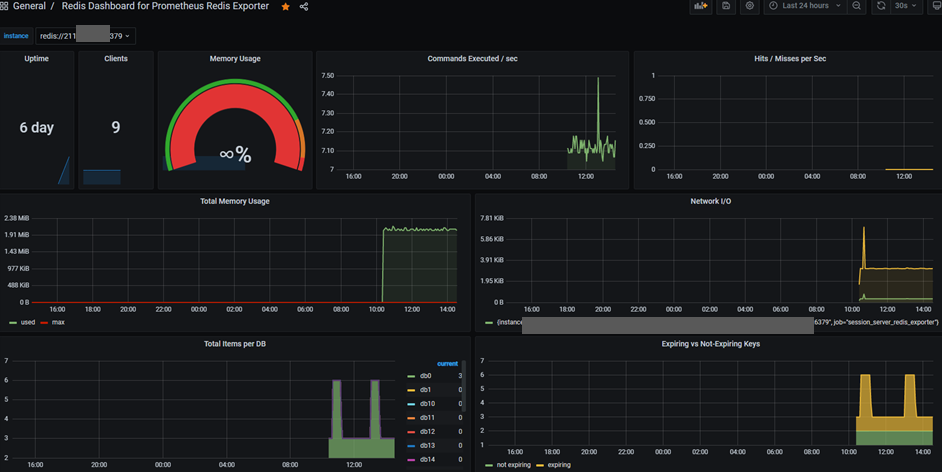 General / Redis Dashboard for Prometheus Redis Exporter
Last 24 hours
30s
instance
redis://211 379
Uptime
6 day
Clients
9
Memory Usage
∞%
Commands Executed / sec
7.50
7.40
7.30
7.20
7.10
7
16:00 20:00 00:00 04:00 08:00 12:00
Hits / Misses per Sec
1
0.750
0.500
0.250
0
16:00 20:00 00:00 04:00 08:00 12:00
Total Memory Usage
2.38 MiB
1.91 MiB
1.43 MiB
977 KiB
488 KiB
0 B
16:00 18:00 20:00 22:00 00:00 02:00 04:00 06:00 08:00 10:00 12:00 14:00
used max
Network I/O
7.81 KiB
5.86 KiB
3.91 KiB
1.95 KiB
0 B
16:00 18:00 20:00 22:00 00:00 02:00 04:00 06:00 08:00 10:00 12:00 14:00
{instance 6379", job="session_server_redis_exporter"}
Total Items per DB
7
6
5
4
3
2
16:00 20:00 00:00 04:00 08:00 12:00
current
db0 3
db1 0
db10 0
db11 0
db12 0
db13 0
db14 0
Expiring vs Not-Expiring Keys
7
6
5
4
3
2
1
16:00 18:00 20:00 22:00 00:00 02:00 04:00 06:00 08:00 10:00 12:00 14:00
not expiring expiring